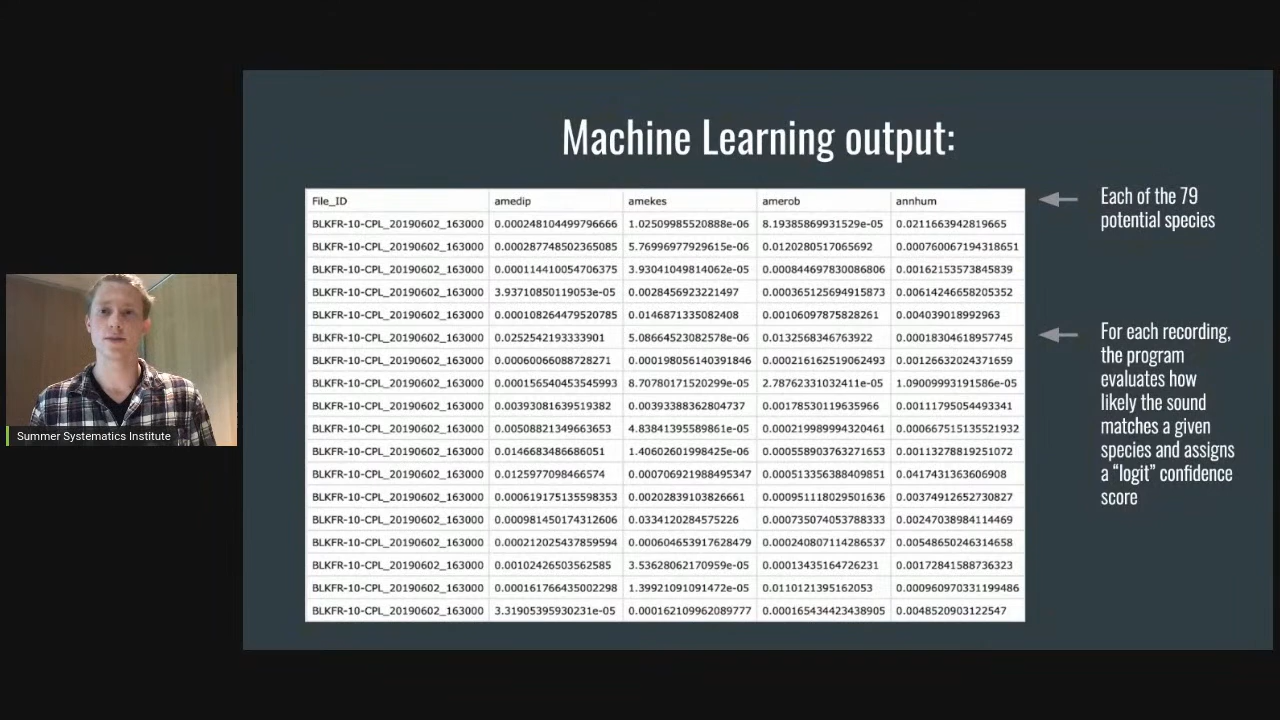 Machine Learning output:
File_ID amedip amekes amerob annhum
BLKFR-10-CPL_20190602_163000 0.000248104499796666 1.02509985520888e-06 8.19385869931529e-05 0.0211663942819665
BLKFR-10-CPL_20190602_163000 0.000287748502365085 5.76996977929615e-06 0.0120280517065692 0.000760067194318651
BLKFR-10-CPL_20190602_163000 0.000114410054706375 3.93041049814062e-05 0.000844697830086806 0.00162153573845839
BLKFR-10-CPL_20190602_163000 3.93710850119053e-05 0.0028456923221497 0.000365125694915873 0.00614246658205352
BLKFR-10-CPL_20190602_163000 0.000108264479520785 0.0146871335082408 0.00106097875828261 0.004039018992963
BLKFR-10-CPL_20190602_163000 0.0252542193333901 5.08664523082578e-06 0.0132568346763922 0.00018304618957745
BLKFR-10-CPL_20190602_163000 0.00060066088728271 0.000198056140391846 0.000216162519062493 0.00126632024371659
BLKFR-10-CPL_20190602_163000 0.000156540453545993 8.70780171520299e-05 2.78762331032411e-05 1.09009993191586e-05
BLKFR-10-CPL_20190602_163000 0.00393081639519382 0.00393388362804737 0.00178530119635966 0.00111795054493341
BLKFR-10-CPL_20190602_163000 0.00508821349663653 4.83841395589861e-05 0.000219989994320461 0.000667515135521932
BLKFR-10-CPL_20190602_163000 0.0146683486686051 1.40602601998425e-06 0.000558903763271653 0.00113278819251072
BLKFR-10-CPL_20190602_163000 0.0125977098466574 0.000706921988495347 0.000513356388409851 0.0417431363606908
BLKFR-10-CPL_20190602_163000 0.000619175135598353 0.00202839103826661 0.000951118029501636 0.00374912652730827
BLKFR-10-CPL_20190602_163000 0.000981450174312606 0.0334120284575226 0.000735074053788333 0.00247038984114469
BLKFR-10-CPL_20190602_163000 0.000212025437859594 0.000604653917628479 0.000240807114286537 0.00548650246314658
BLKFR-10-CPL_20190602_163000 0.00102426503562585 3.53628062170959e-05 0.00013435164726231 0.00172841588736323
BLKFR-10-CPL_20190602_163000 0.000161766435002298 1.39921091091472e-05 0.0110121395162053 0.000960970331199486
BLKFR-10-CPL_20190602_163000 3.31905395930231e-05 0.000162109962089777 0.000165434423438905 0.0048520903122547
Each of the 79
potential species
For each recording,
the program
evaluates how
likely the sound
matches a given
species and assigns
a “logit” confidence
score
Summer Systematics Institute